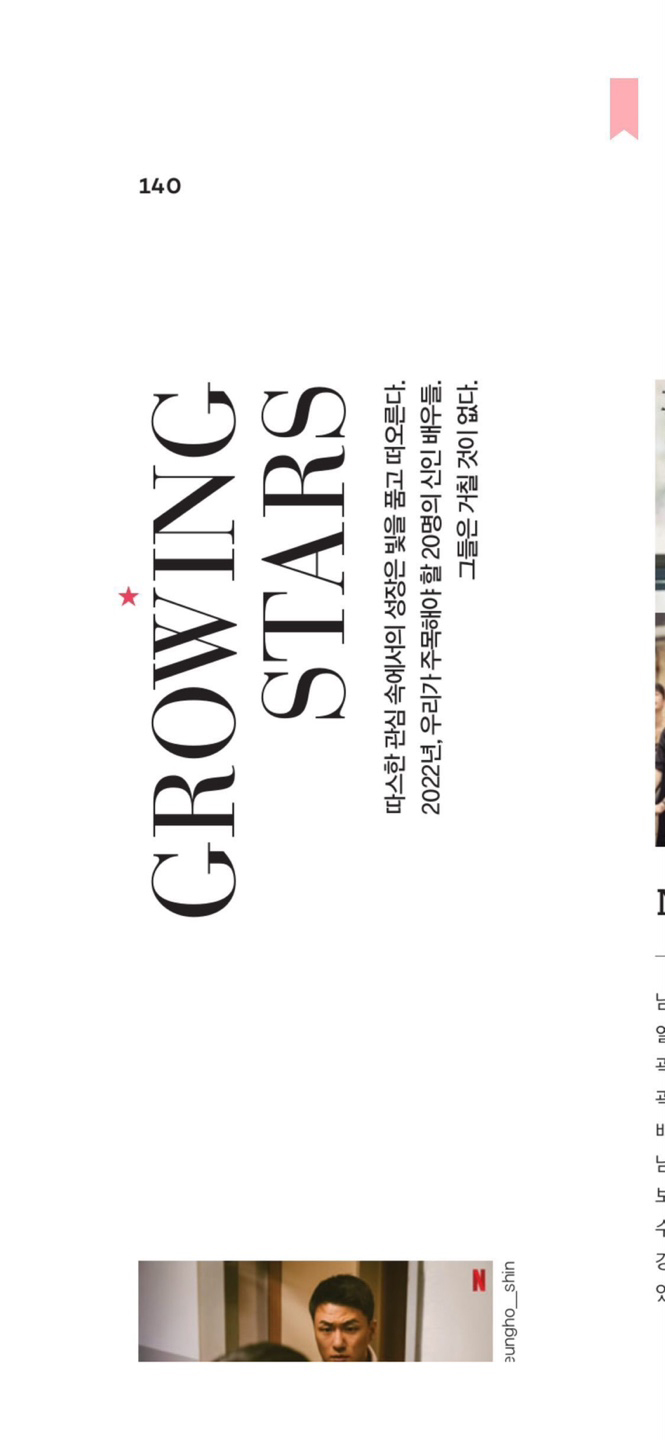 140
GROWING
STARS
따스한 관심 속에서의 성장은 빛을 품고 떠오른다.
2022년, 우리가 주목해야 할 20명의 신인 배우들.
그들은 거칠 것이 없다.
N
eungho__shin